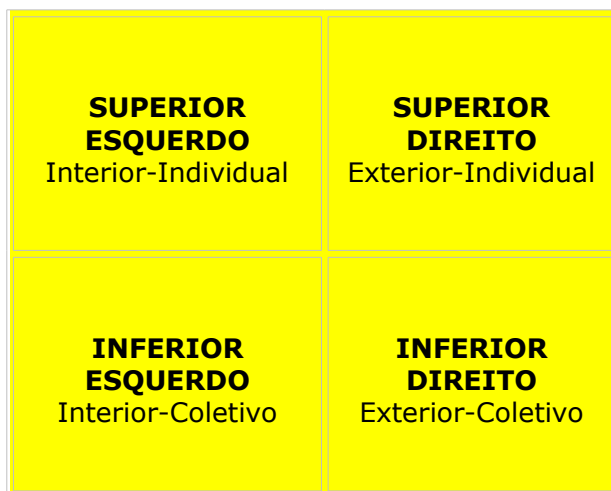 SUPERIOR
ESQUERDO
Interior-Individual
SUPERIOR
DIREITO
Exterior-Individual
INFERIOR
ESQUERDO
Interior-Coletivo
INFERIOR
DIREITO
Exterior-Coletivo